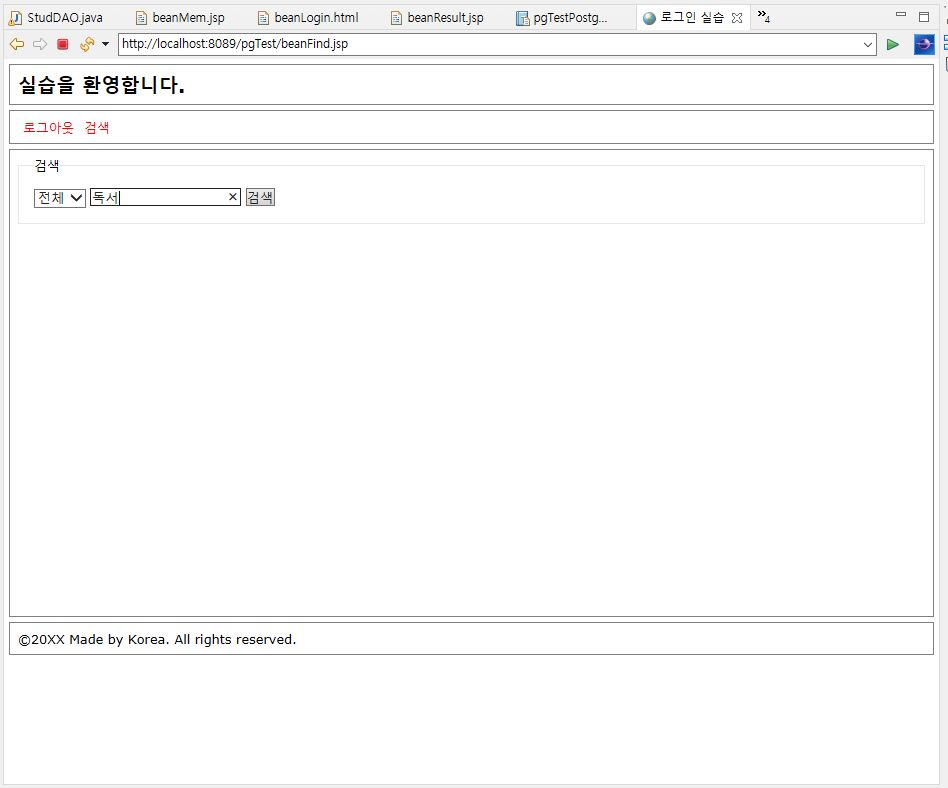 StudDAO.java beanMem.jsp beanLogin.html beanResult.jsp pgTestPostg... 로그인 실습 »4
http://localhost:8089/pgTest/beanFind.jsp
실습을 환영합니다.
로그아웃 검색
검색
전체 독서 검색
©20XX Made by Korea. All rights reserved.